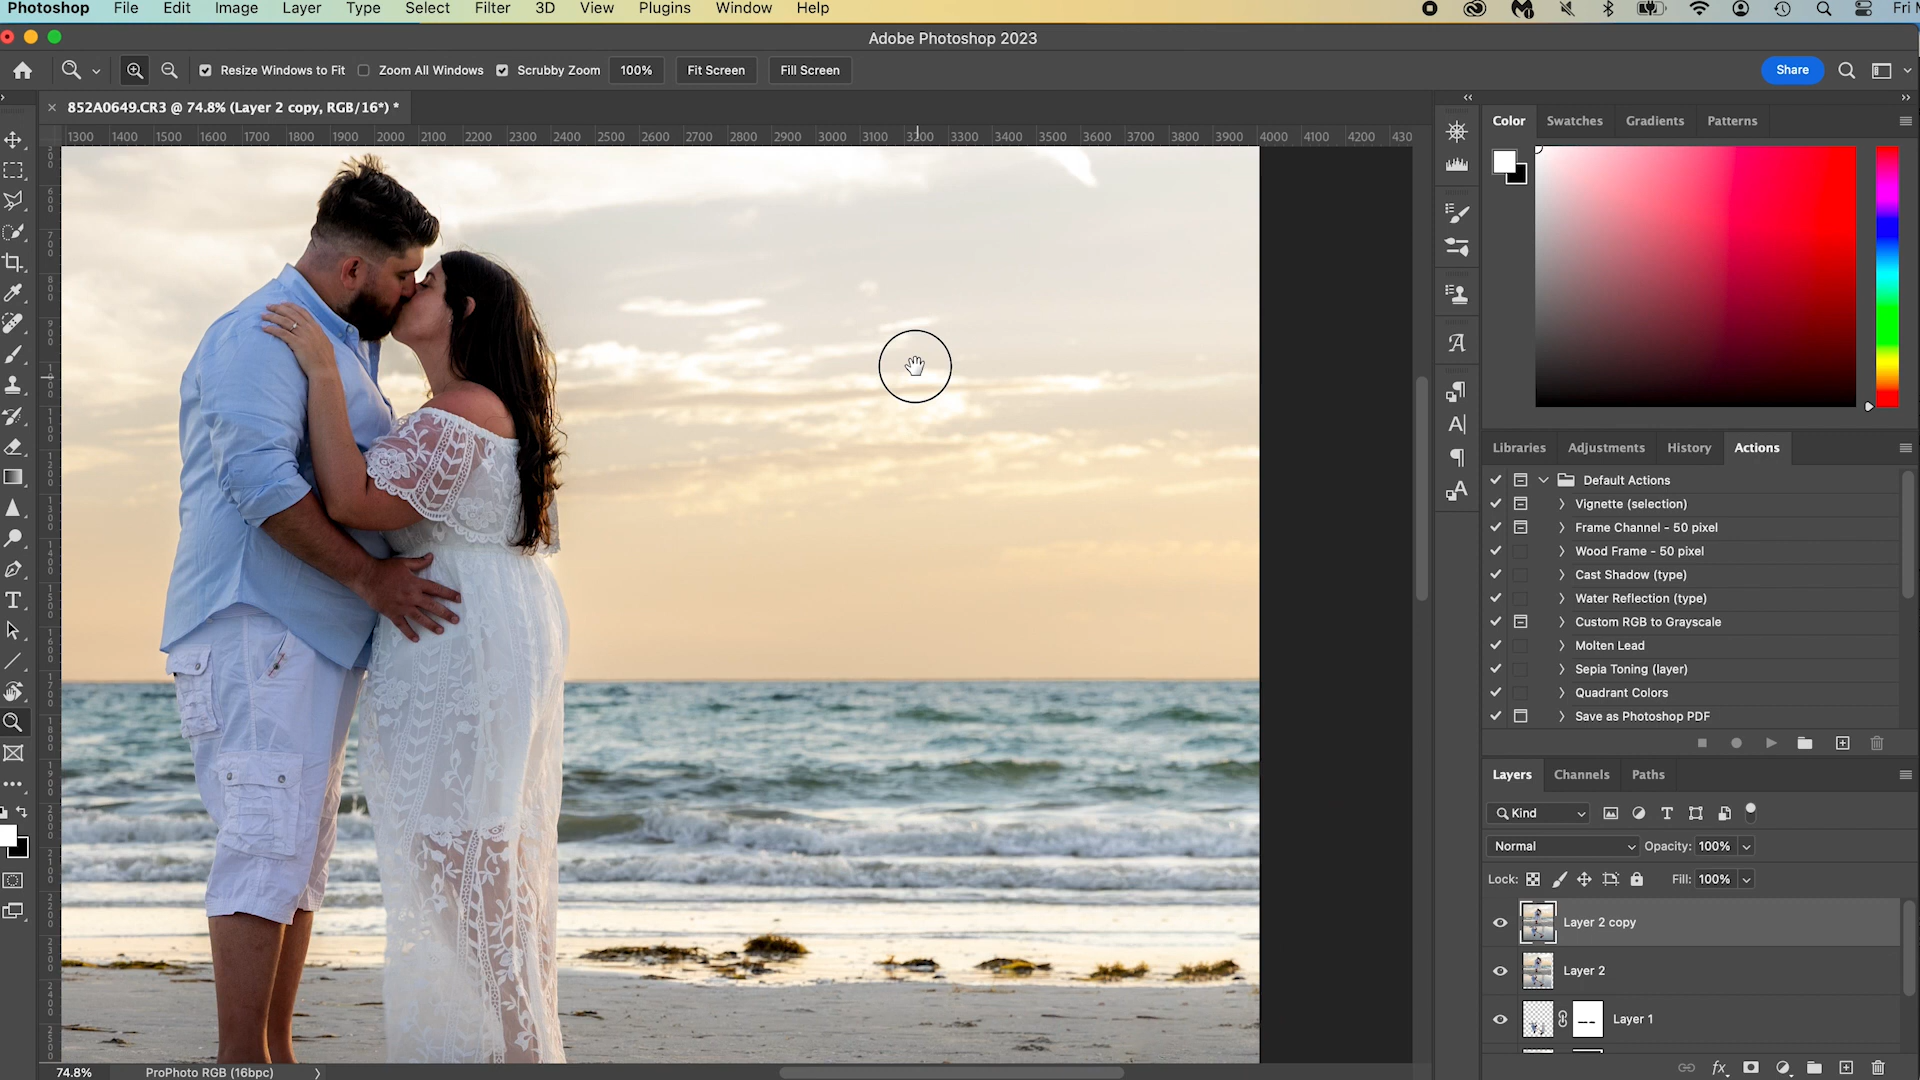 Photoshop File Edit Image Layer Type Select Filter 3D View Plugins Window Help Fri
Adobe Photoshop 2023
Resize Windows to Fit Zoom All Windows Scrubby Zoom 100% Fit Screen Fill Screen Share
852A0649.CR3 @ 74.8% (Layer 2 copy, RGB/16*) *
1300 1400 1500 1600 1700 1800 1900 2000 2100 2200 2300 2400 2500 2600 2700 2800 2900 3000 3100 3200 3300 3400 3500 3600 3700 3800 3900 4000 4100 4200 430
Color Swatches Gradients Patterns
Libraries Adjustments History Actions
Default Actions
Vignette (selection)
Frame Channel - 50 pixel
Wood Frame - 50 pixel
Cast Shadow (type)
Water Reflection (type)
Custom RGB to Grayscale
Molten Lead
Sepia Toning (layer)
Quadrant Colors
Save as Photoshop PDF
Layers Channels Paths
Kind
Normal Opacity: 100%
Lock: Fill: 100%
Layer 2 copy
Layer 2
Layer 1
74.8% ProPhoto RGB (16bpc)